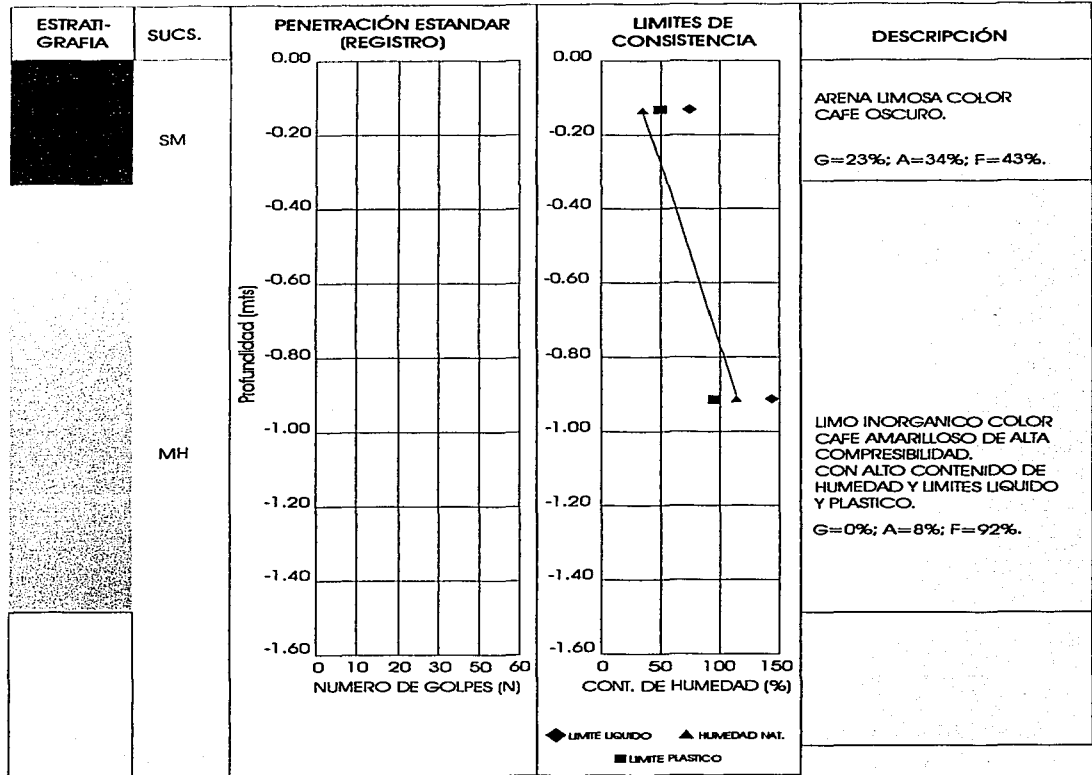 ESTRATI-
GRAFIA
SUCS.
PENETRACIÓN ESTANDAR
(REGISTRO)
LIMITES DE
CONSISTENCIA
DESCRIPCIÓN
SM
MH
Profundidad (mts)
0.00
-0.20
-0.40
-0.60
-0.80
-1.00
-1.20
-1.40
-1.60
0 10 20 30 40 50 60
NUMERO DE GOLPES (N)
0.00
-0.20
-0.40
-0.60
-0.80
-1.00
-1.20
-1.40
-1.60
0 50 100 150
CONT. DE HUMEDAD (%)
LIMITE LIQUIDO
HUMEDAD NAT.
LIMITE PLASTICO
ARENA LIMOSA COLOR
CAFE OSCURO.
G=23%; A=34%; F=43%.
LIMO INORGANICO COLOR
CAFE AMARILLOSO DE ALTA
COMPRESIBILIDAD.
CON ALTO CONTENIDO DE
HUMEDAD Y LIMITES LIQUIDO
Y PLASTICO.
G=0%; A=8%; F=92%.